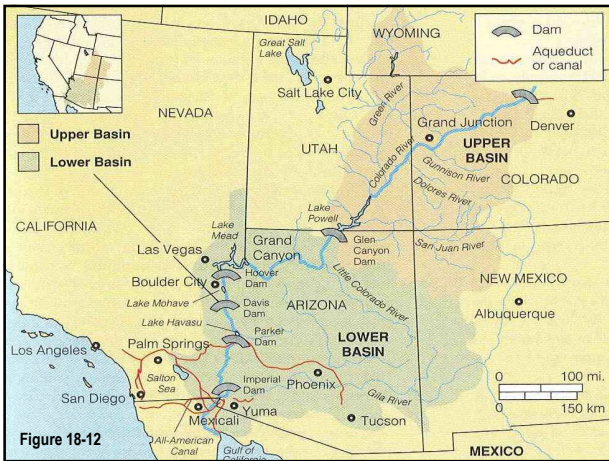 IDAHO
WYOMING
Dam
Aqueduct
or canal
Great Salt
Lake
Salt Lake City
Green River
NEVADA
Grand Junction
Denver
Upper Basin
Lower Basin
UTAH
Colorado River
UPPER
BASIN
Gunnison River
COLORADO
Dolores River
CALIFORNIA
Lake
Powell
Lake
Mead
Grand
Canyon
Glen
Canyon
Dam
San Juan River
Las Vegas
Boulder City
Hoover
Dam
Little Colorado River
NEW MEXICO
Lake Mohave
Davis
Dam
ARIZONA
Albuquerque
Lake Havasu
Parker
Dam
LOWER
BASIN
Los Angeles
Palm Springs
Salton
Sea
Phoenix
Imperial
Dam
Gila River
0
100 mi.
0
150 km
San Diego
Mexicali
Yuma
Tucson
Figure 18-12
All-American
Canal
Gulf of
California
MEXICO